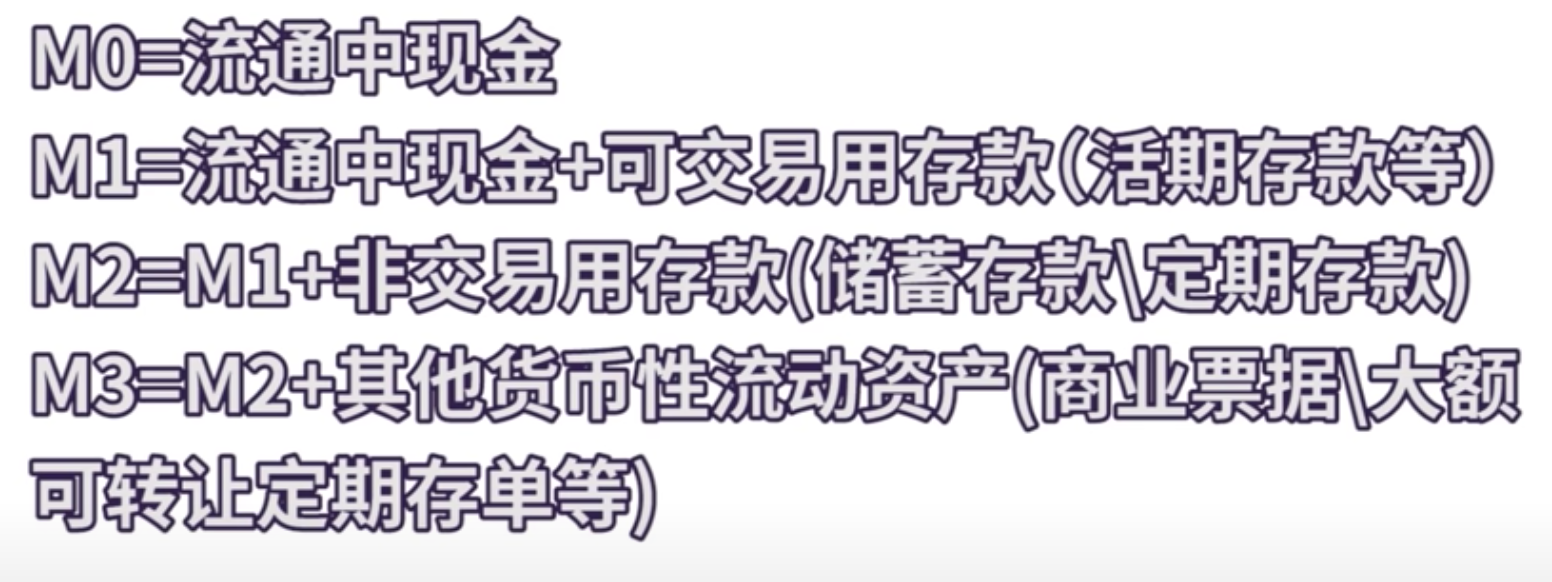 M0=流通中现金
M1=流通中现金+可交易用存款(活期存款等)
M2=M1+非交易用存款(储蓄存款\定期存款)
M3=M2+其他货币性流动资产(商业票据\大额
可转让定期存单等)